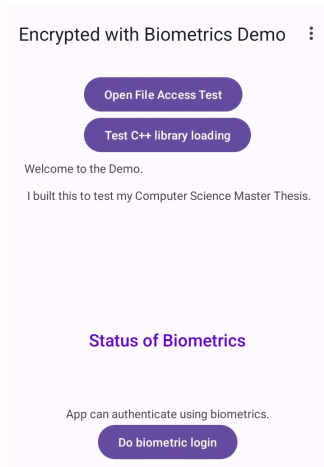 Encrypted with Biometrics Demo
Open File Access Test
Test C++ library loading
Welcome to the Demo.
I built this to test my Computer Science Master Thesis.
Status of Biometrics
App can authenticate using biometrics.
Do biometric login